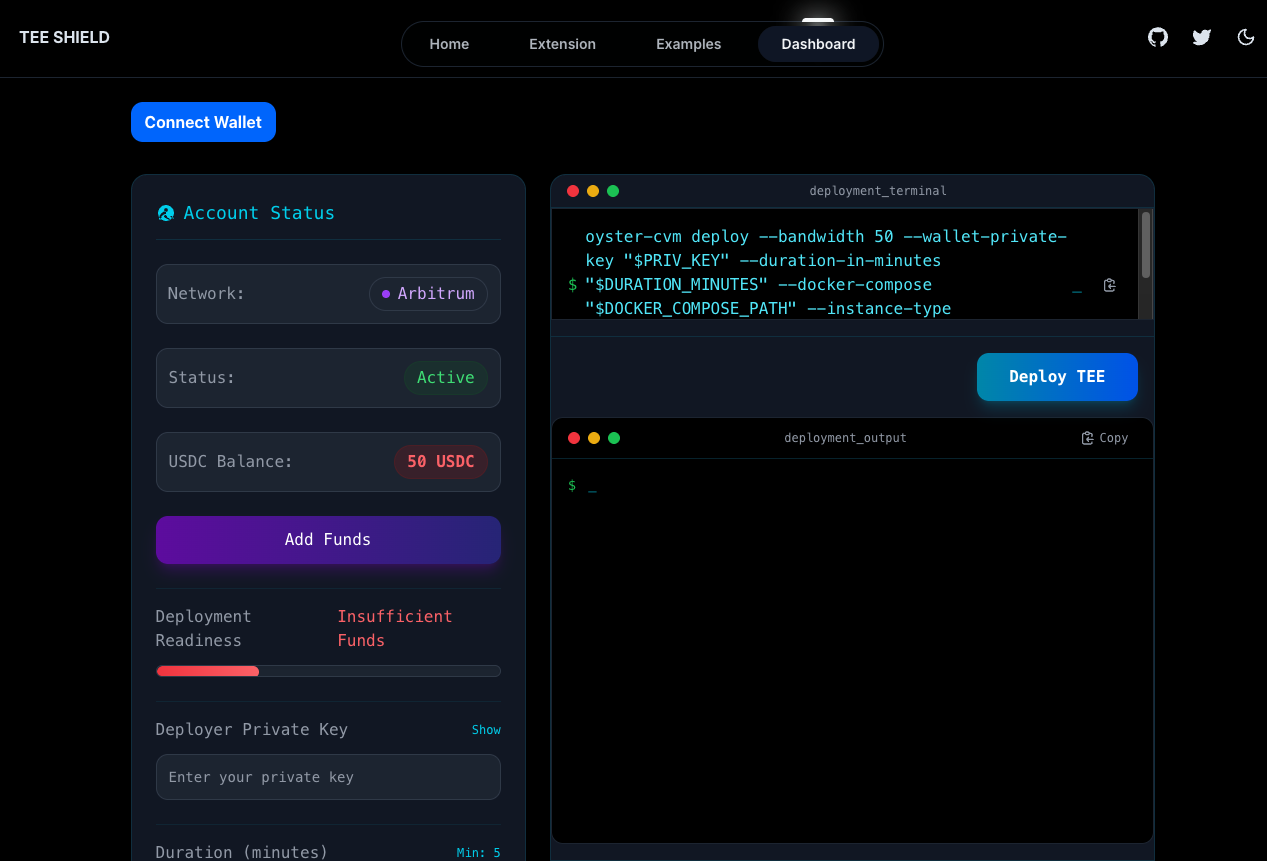 TEE SHIELD
Home
Extension
Examples
Dashboard
Connect Wallet
Account Status
Network:
Arbitrum
Status:
Active
USDC Balance:
50 USDC
Add Funds
Deployment
Readiness
Insufficient
Funds
Deployer Private Key
Show
Enter your private key
Duration (minutes)
Min: 5
deployment_terminal
oyster-cvm deploy --bandwidth 50 --wallet-private-
key "$PRIV_KEY" --duration-in-minutes
$ "$DURATION_MINUTES" --docker-compose _
"$DOCKER_COMPOSE_PATH" --instance-type
Deploy TEE
deployment_output
Copy
$ _